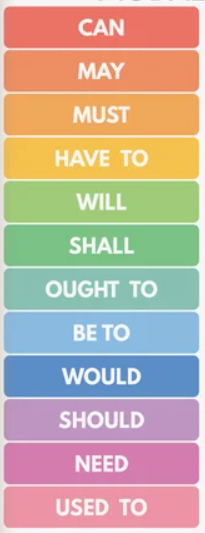 CAN
MAY
MUST
HAVE TO
WILL
SHALL
OUGHT TO
BE TO
WOULD
SHOULD
NEED
USED TO